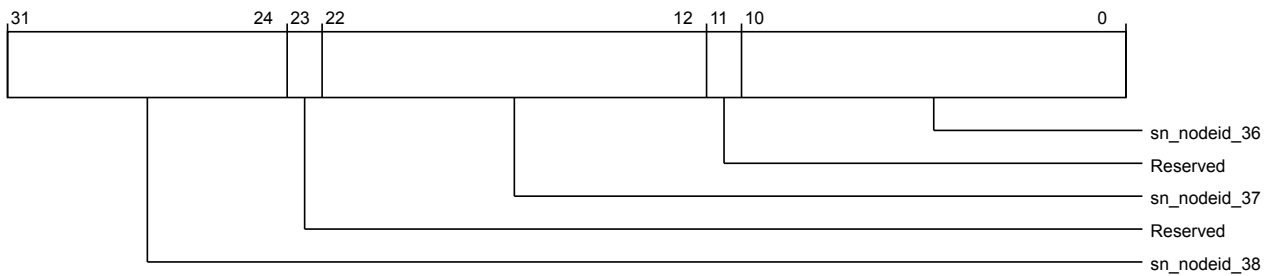 31 24 23 22 12 11 10 0
sn_nodeid_36
Reserved
sn_nodeid_37
Reserved
sn_nodeid_38